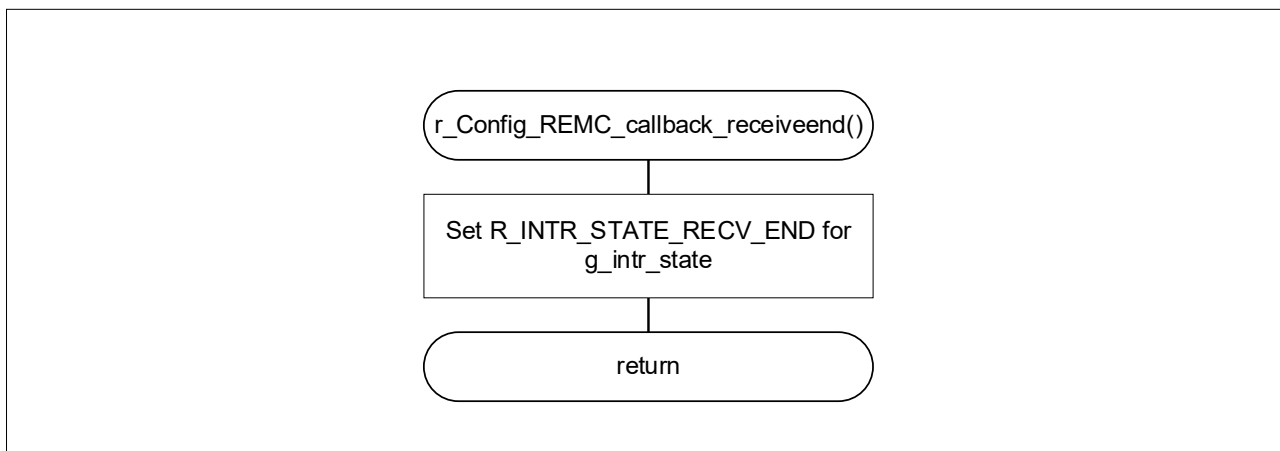 r_Config_REMC_callback_receiveend()
Set R_INTR_STATE_RECV_END for
g_intr_state
return